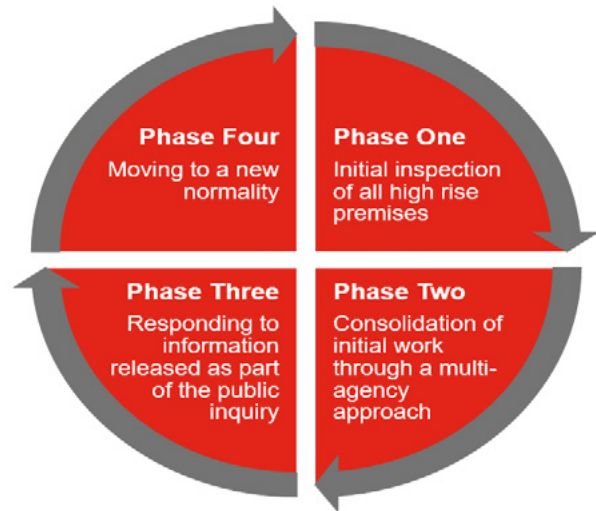 Phase Four
Moving to a new
normality
Phase One
Initial inspection
of all high rise
premises
Phase Three
Responding to
information
released as part
of the public
inquiry
Phase Two
Consolidation of
initial work
through a multi-
agency
approach